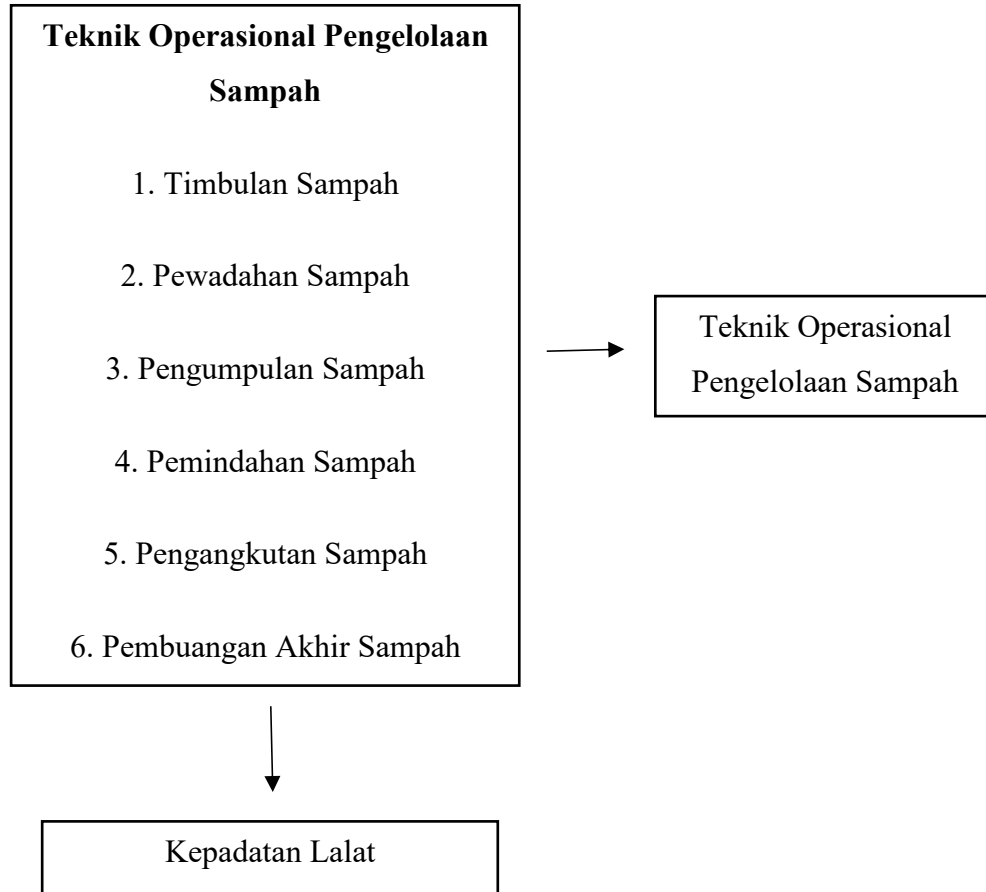 Teknik Operasional Pengelolaan
Sampah
1. Timbulan Sampah
2. Pewadahan Sampah
3. Pengumpulan Sampah
4. Pemindahan Sampah
5. Pengangkutan Sampah
6. Pembuangan Akhir Sampah
Teknik Operasional
Pengelolaan Sampah
Kepadatan Lalat